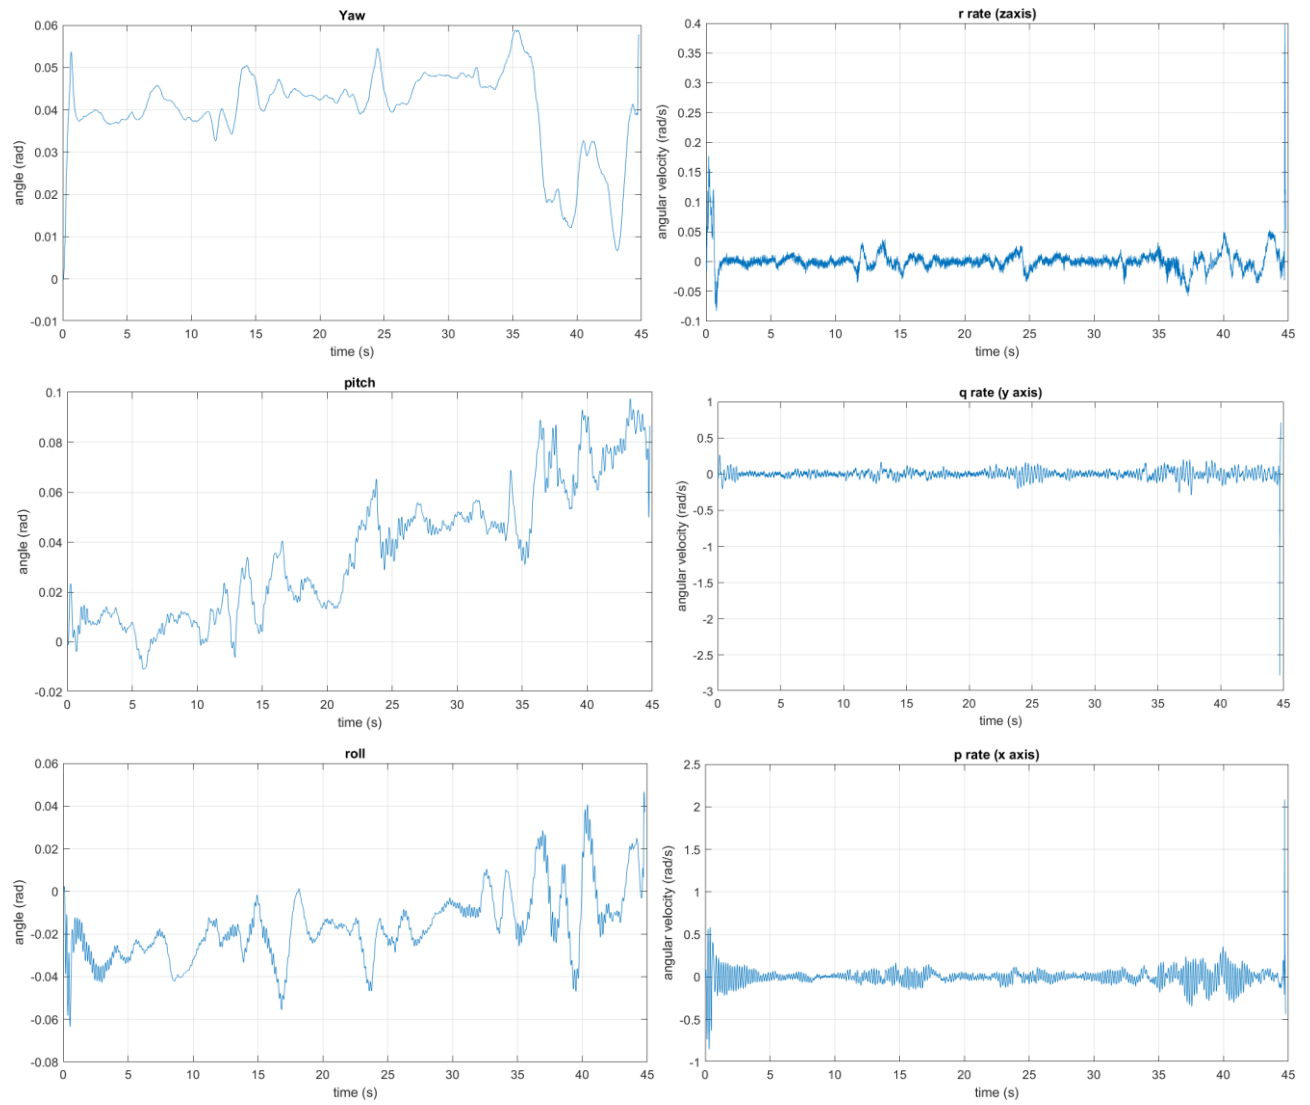 Yaw
0.06
0.05
0.04
0.03
0.02
0.01
0
-0.01
angle (rad)
0 5 10 15 20 25 30 35 40 45
time (s)
r rate (zaxis)
0.4
0.35
0.3
0.25
0.2
0.15
0.1
0.05
0
-0.05
-0.1
angular velocity (rad/s)
0 5 10 15 20 25 30 35 40 45
time (s)
pitch
0.1
0.08
0.06
0.04
0.02
0
-0.02
angle (rad)
0 5 10 15 20 25 30 35 40 45
time (s)
q rate (y axis)
1
0.5
0
-0.5
-1
-1.5
-2
-2.5
-3
angular velocity (rad/s)
0 5 10 15 20 25 30 35 40 45
time (s)
roll
0.06
0.04
0.02
0
-0.02
-0.04
-0.06
-0.08
angle (rad)
0 5 10 15 20 25 30 35 40 45
time (s)
p rate (x axis)
2.5
2
1.5
1
0.5
0
-0.5
-1
angular velocity (rad/s)
0 5 10 15 20 25 30 35 40 45
time (s)